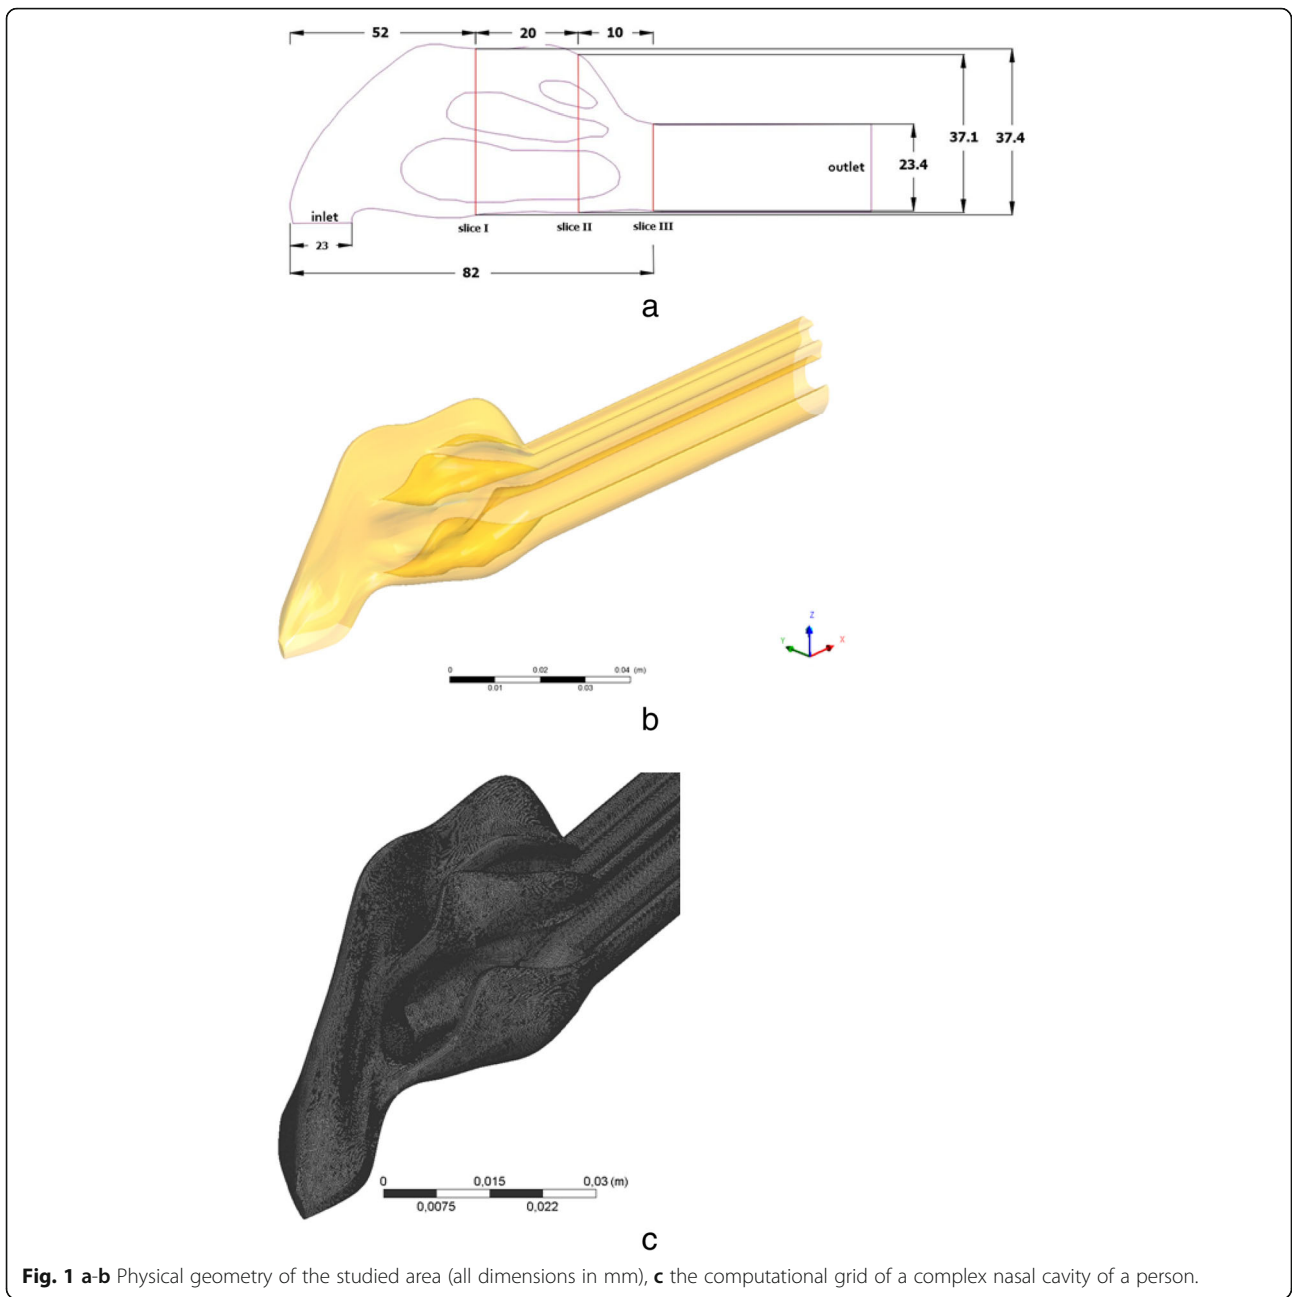 52 20 10
37.1 37.4
23.4
outlet
inlet
slice I slice II slice III
23
82
a
Z
Y X
0 0.02 0.04 (m)
0.01 0.03
b
0 0,015 0,03 (m)
0,0075 0,022
c
Fig. 1 a-b Physical geometry of the studied area (all dimensions in mm), c the computational grid of a complex nasal cavity of a person.